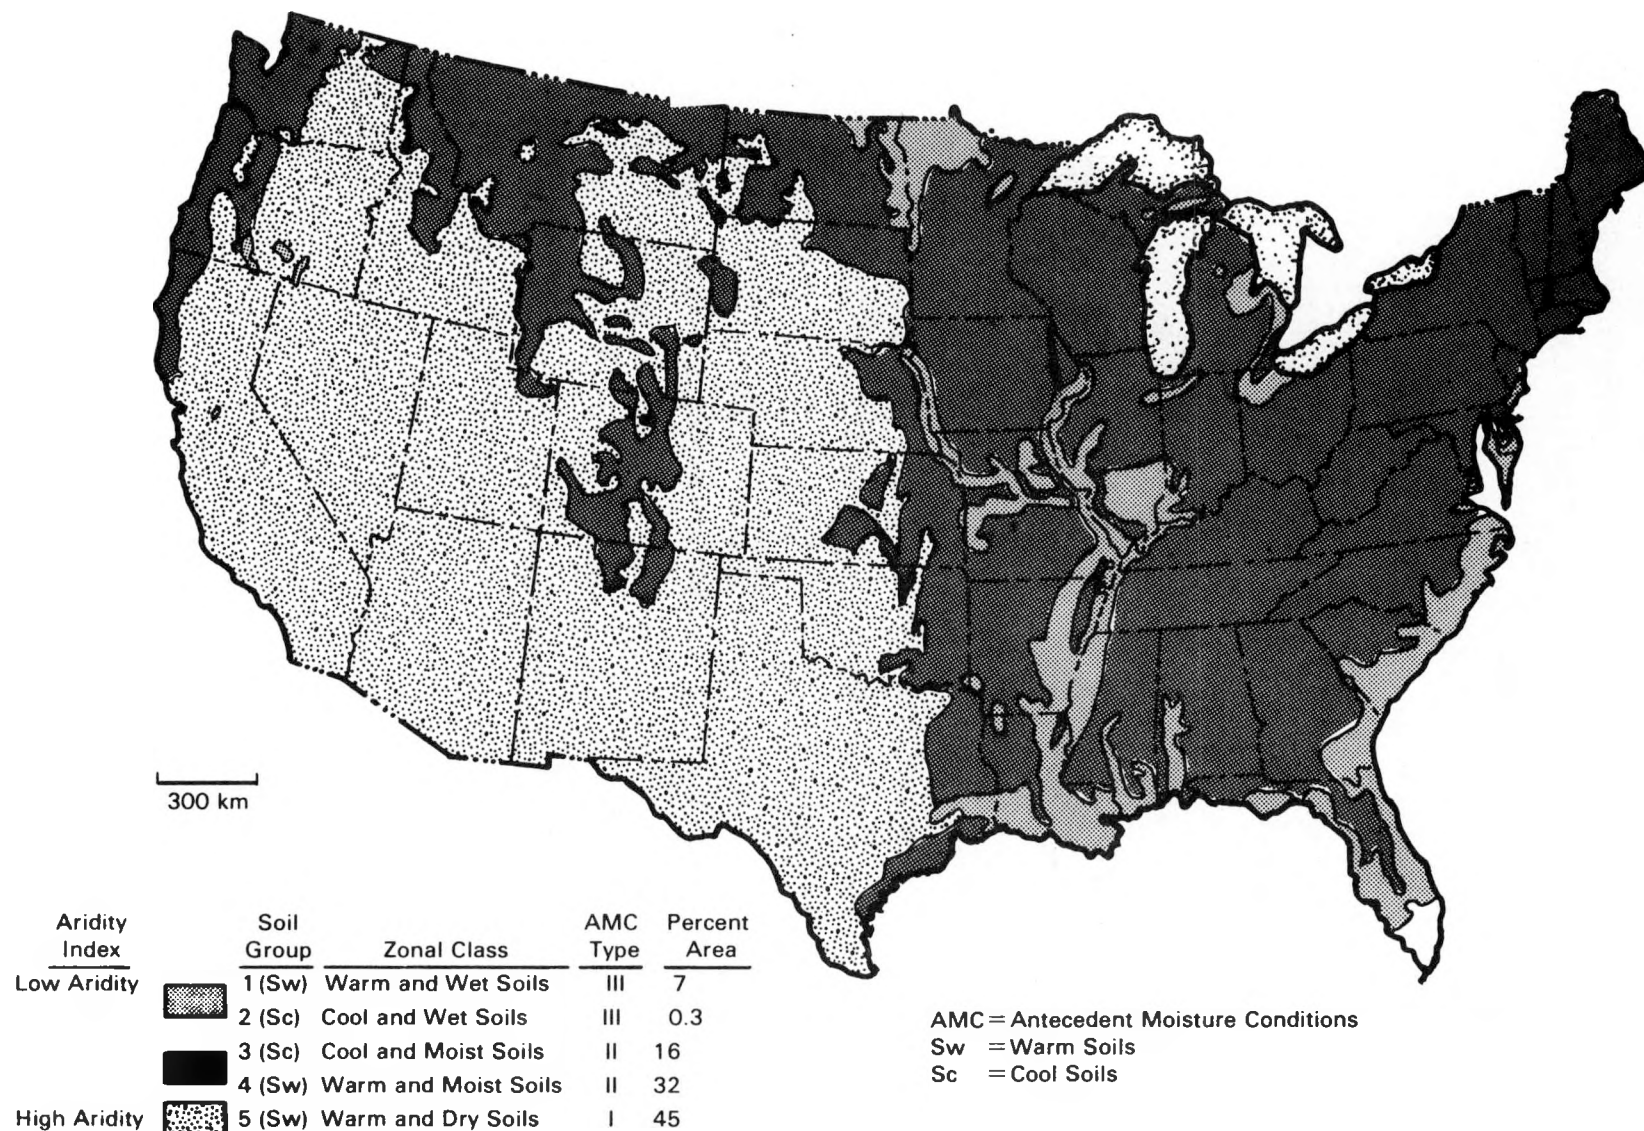 300 km
Aridity Soil AMC Percent
Index Group Zonal Class Type Area
Low Aridity 1 (Sw) Warm and Wet Soils III 7
2 (Sc) Cool and Wet Soils III 0.3
3 (Sc) Cool and Moist Soils II 16
4 (Sw) Warm and Moist Soils II 32
High Aridity 5 (Sw) Warm and Dry Soils I 45
AMC = Antecedent Moisture Conditions
Sw = Warm Soils
Sc = Cool Soils